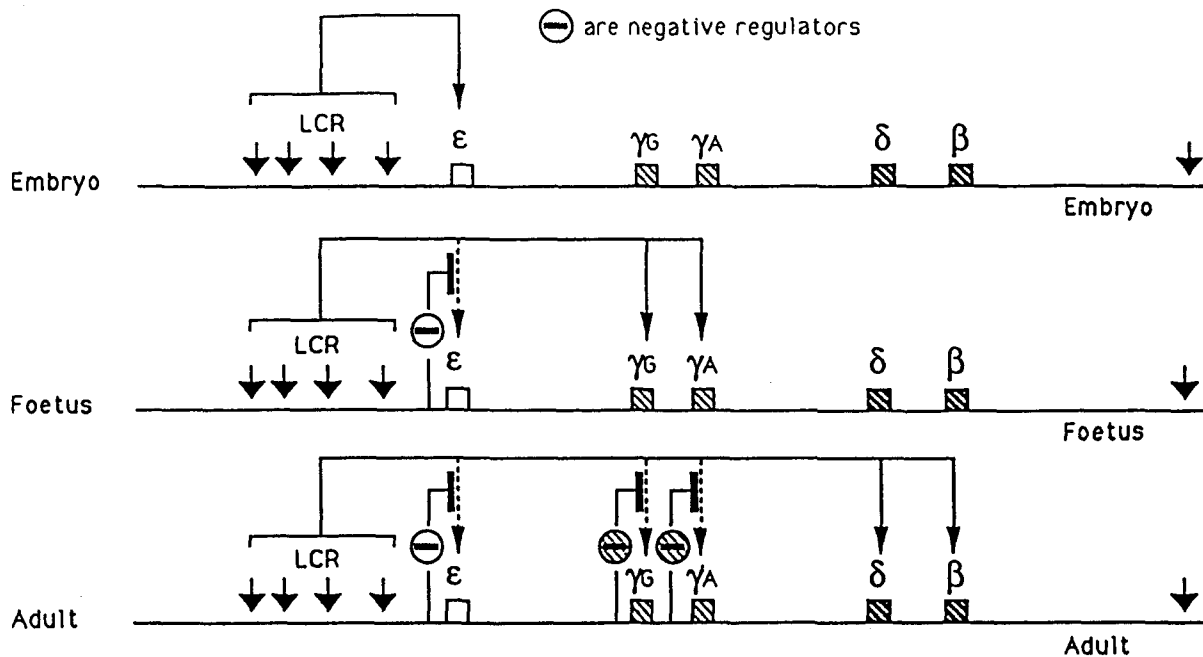 are negative regulators
LCR
ε
γG
γA
δ
β
Embryo
Embryo
LCR
ε
γG
γA
δ
β
Foetus
Foetus
LCR
ε
γG
γA
δ
β
Adult
Adult